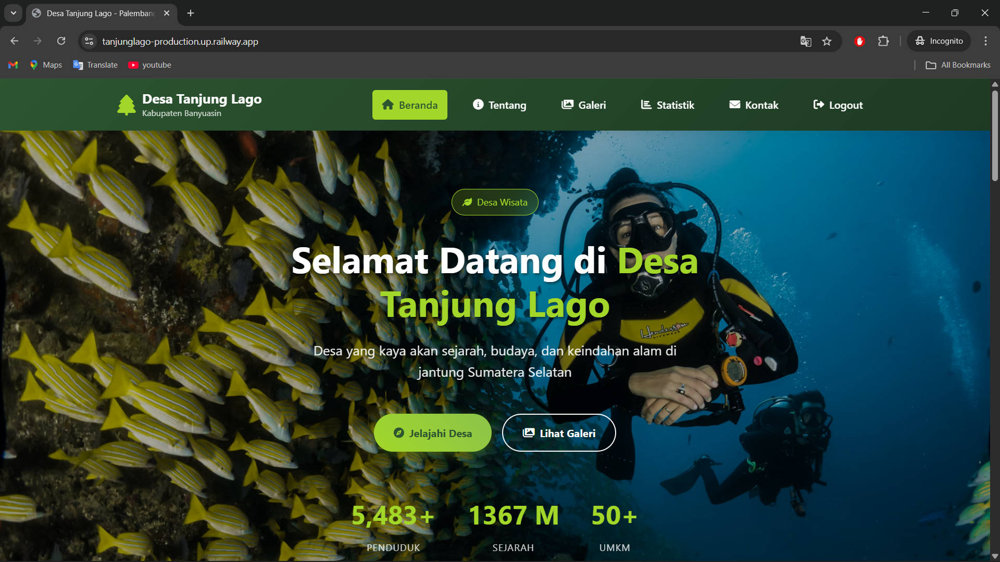 Desa Tanjung Lago - Palembang
tanjunglago-production.up.railway.app
Incognito
Maps
Translate
youtube
All Bookmarks
Desa Tanjung Lago
Kabupaten Banyuasin
Beranda
Tentang
Galeri
Statistik
Kontak
Logout
Desa Wisata
Selamat Datang di Desa
Tanjung Lago
Desa yang kaya akan sejarah, budaya, dan keindahan alam di
jantung Sumatera Selatan
Henderson
DIVEWEAR
Jelajahi Desa
Lihat Galeri
5,483+
1367 M
50+
PENDUDUK
SEJARAH
UMKM